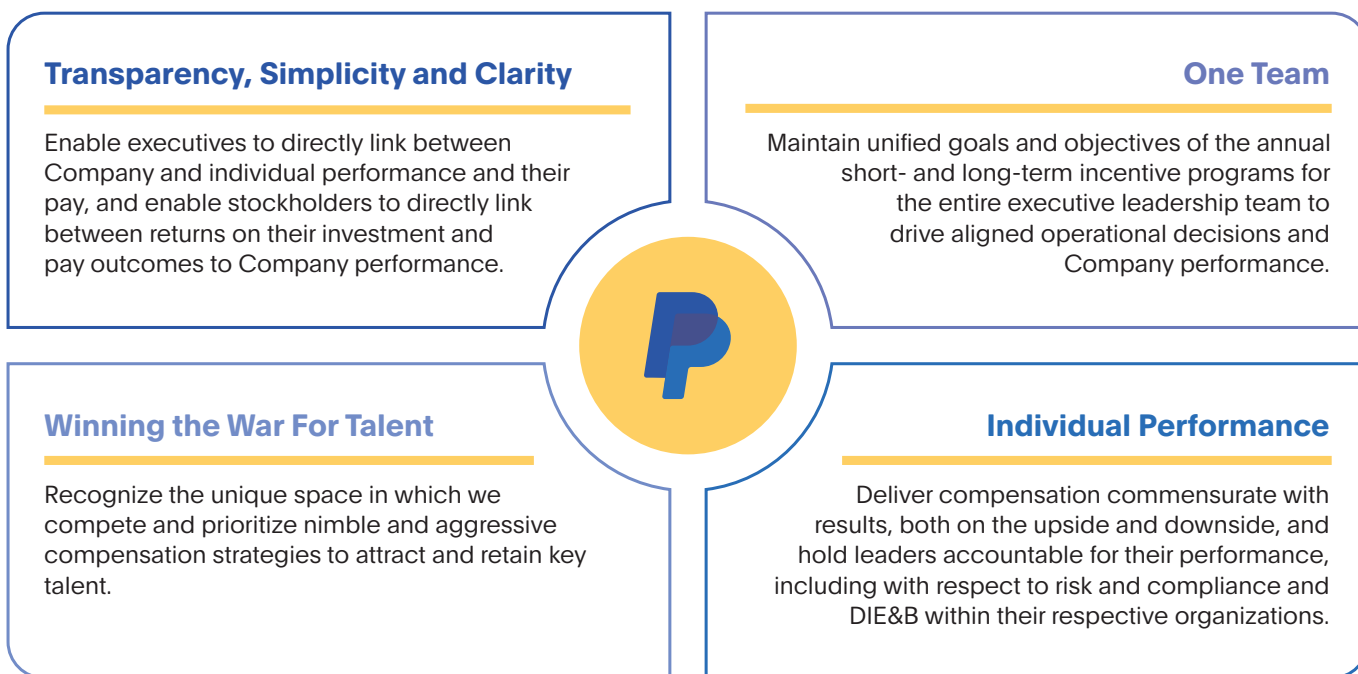 Transparency, Simplicity and Clarity
Enable executives to directly link between
Company and individual performance and their
pay, and enable stockholders to directly link
between returns on their investment and
pay outcomes to Company performance.
One Team
Maintain unified goals and objectives of the annual
short- and long-term incentive programs for
the entire executive leadership team to
drive aligned operational decisions and
Company performance.
Winning the War For Talent
Recognize the unique space in which we
compete and prioritize nimble and aggressive
compensation strategies to attract and retain key
talent.
Individual Performance
Deliver compensation commensurate with
results, both on the upside and downside, and
hold leaders accountable for their performance,
including with respect to risk and compliance and
DIE&B within their respective organizations.